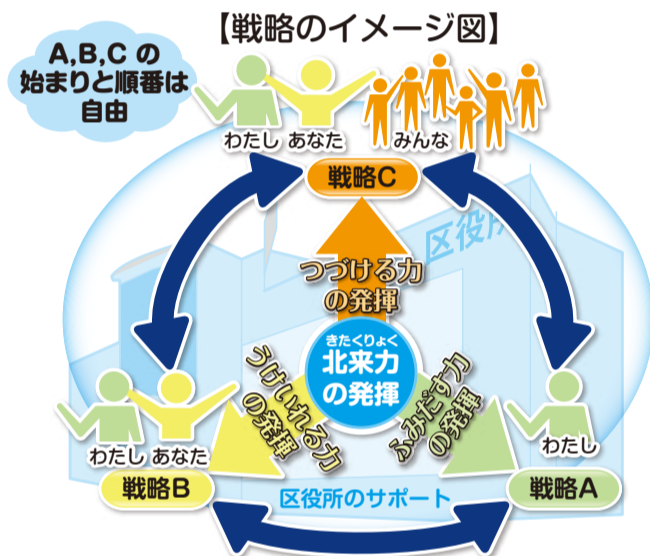 【戦略のイメージ図】
A,B,C の
始まりと順番は
自由
わたし あなた みんな
戦略C
区役所
つづける力
の発揮
きたくりょく
北来力
の発揮
うけいれる力
の発揮
ふみだす力
の発揮
わたし あなた
戦略B
わたし
戦略A
区役所のサポート